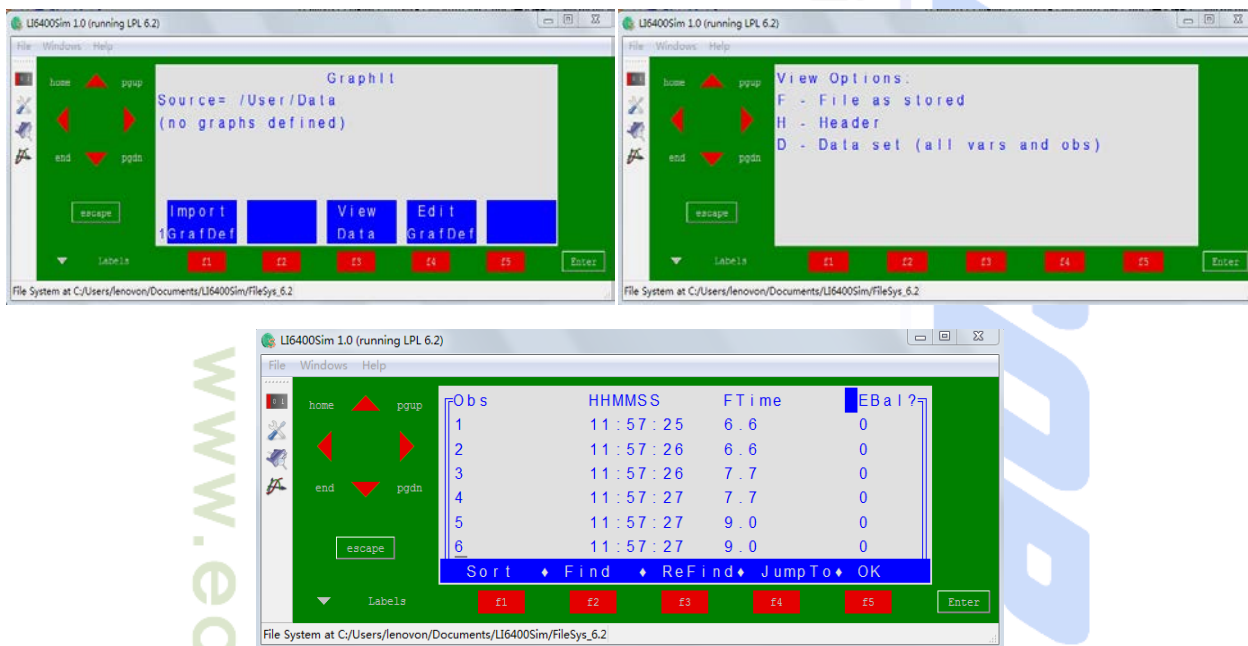 LI6400Sim 1.0 (running LPL 6.2)
File Windows Help
home pgup
end pgdn
escape
GraphIt
Source= /User/Data
(no graphs defined)
Import View Edit
1GrafDef Data GrafDef
Labels f1 f2 f3 f4 f5 Enter
File System at C:/Users/lenovon/Documents/LI6400Sim/FileSys_6.2
LI6400Sim 1.0 (running LPL 6.2)
File Windows Help
home pgup
end pgdn
escape
View Options:
F - File as stored
H - Header
D - Data set (all vars and obs)
Labels f1 f2 f3 f4 f5 Enter
File System at C:/Users/lenovon/Documents/LI6400Sim/FileSys_6.2
LI6400Sim 1.0 (running LPL 6.2)
File Windows Help
home pgup
end pgdn
escape
Obs HHMMSS FTime EBal?
1 11:57:25 6.6 0
2 11:57:26 6.6 0
3 11:57:26 7.7 0
4 11:57:27 7.7 0
5 11:57:27 9.0 0
6 11:57:27 9.0 0
Sort ♦ Find ♦ ReFind♦ JumpTo♦ OK
Labels f1 f2 f3 f4 f5 Enter
File System at C:/Users/lenovon/Documents/LI6400Sim/FileSys_6.2